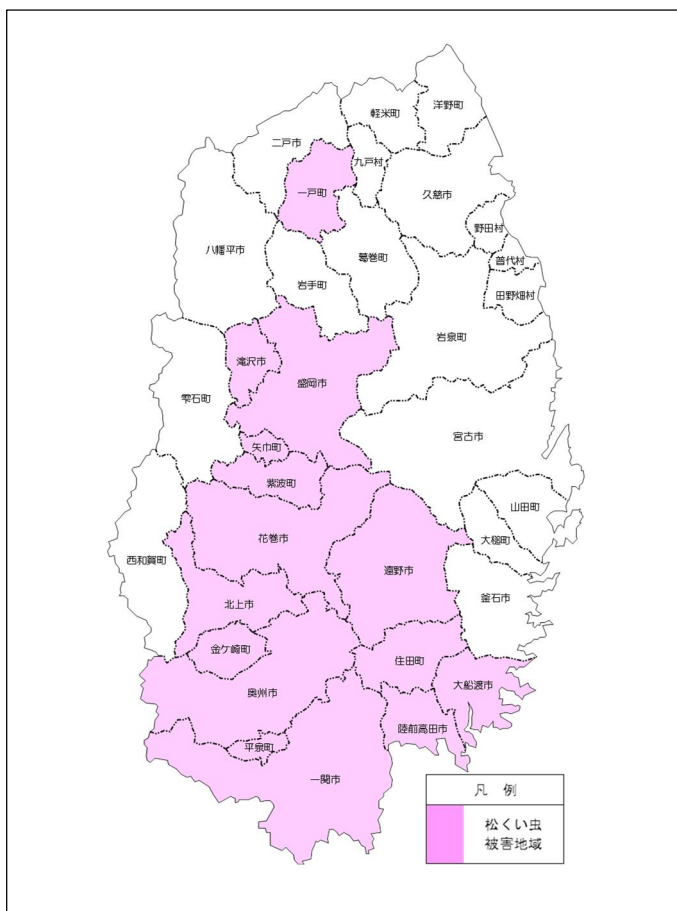 洋野町
軽米町
二戸市
九戸村
一戸町
久慈市
野田村
八幡平市
葛巻町
普代村
岩手町
田野畑村
岩泉町
滝沢市
盛岡市
雫石町
宮古市
矢巾町
紫波町
山田町
大槌町
花巻市
西和賀町
遠野市
釜石市
北上市
金ケ崎町
住田町
大船渡市
奥州市
陸前高田市
平泉町
一関市
凡 例
松くい虫
被害地域